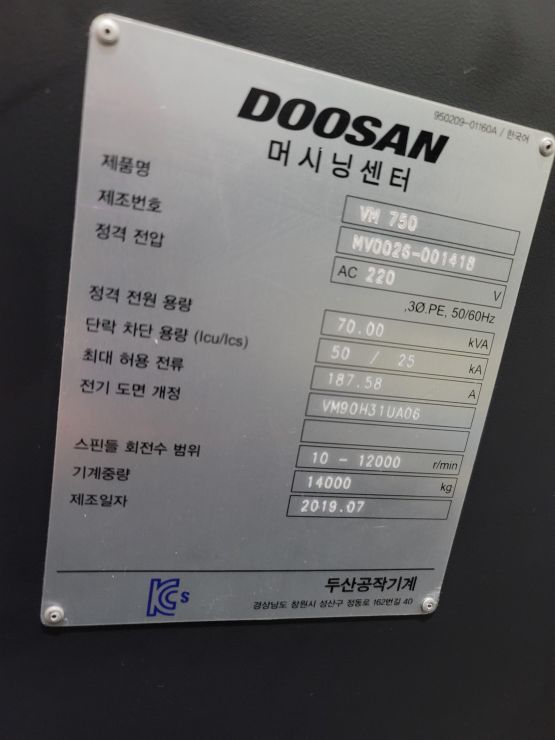 950209-01160A / 한국어
DOOSAN
머시닝센터
제품명 VM 750
제조번호 MV0026-001418
정격 전압 AC 220 V
,3Ø.PE, 50/60Hz
정격 전원 용량 70.00 kVA
단락 차단 용량 (Icu/Ics) 50 / 25 kA
최대 허용 전류 187.58 A
전기 도면 개정 VM90H31UA06
스핀들 회전수 범위 10 - 12000 r/min
기계중량 14000 kg
제조일자 2019.07
KCs
두산공작기계
경상남도 창원시 성산구 정동로 162번길 40